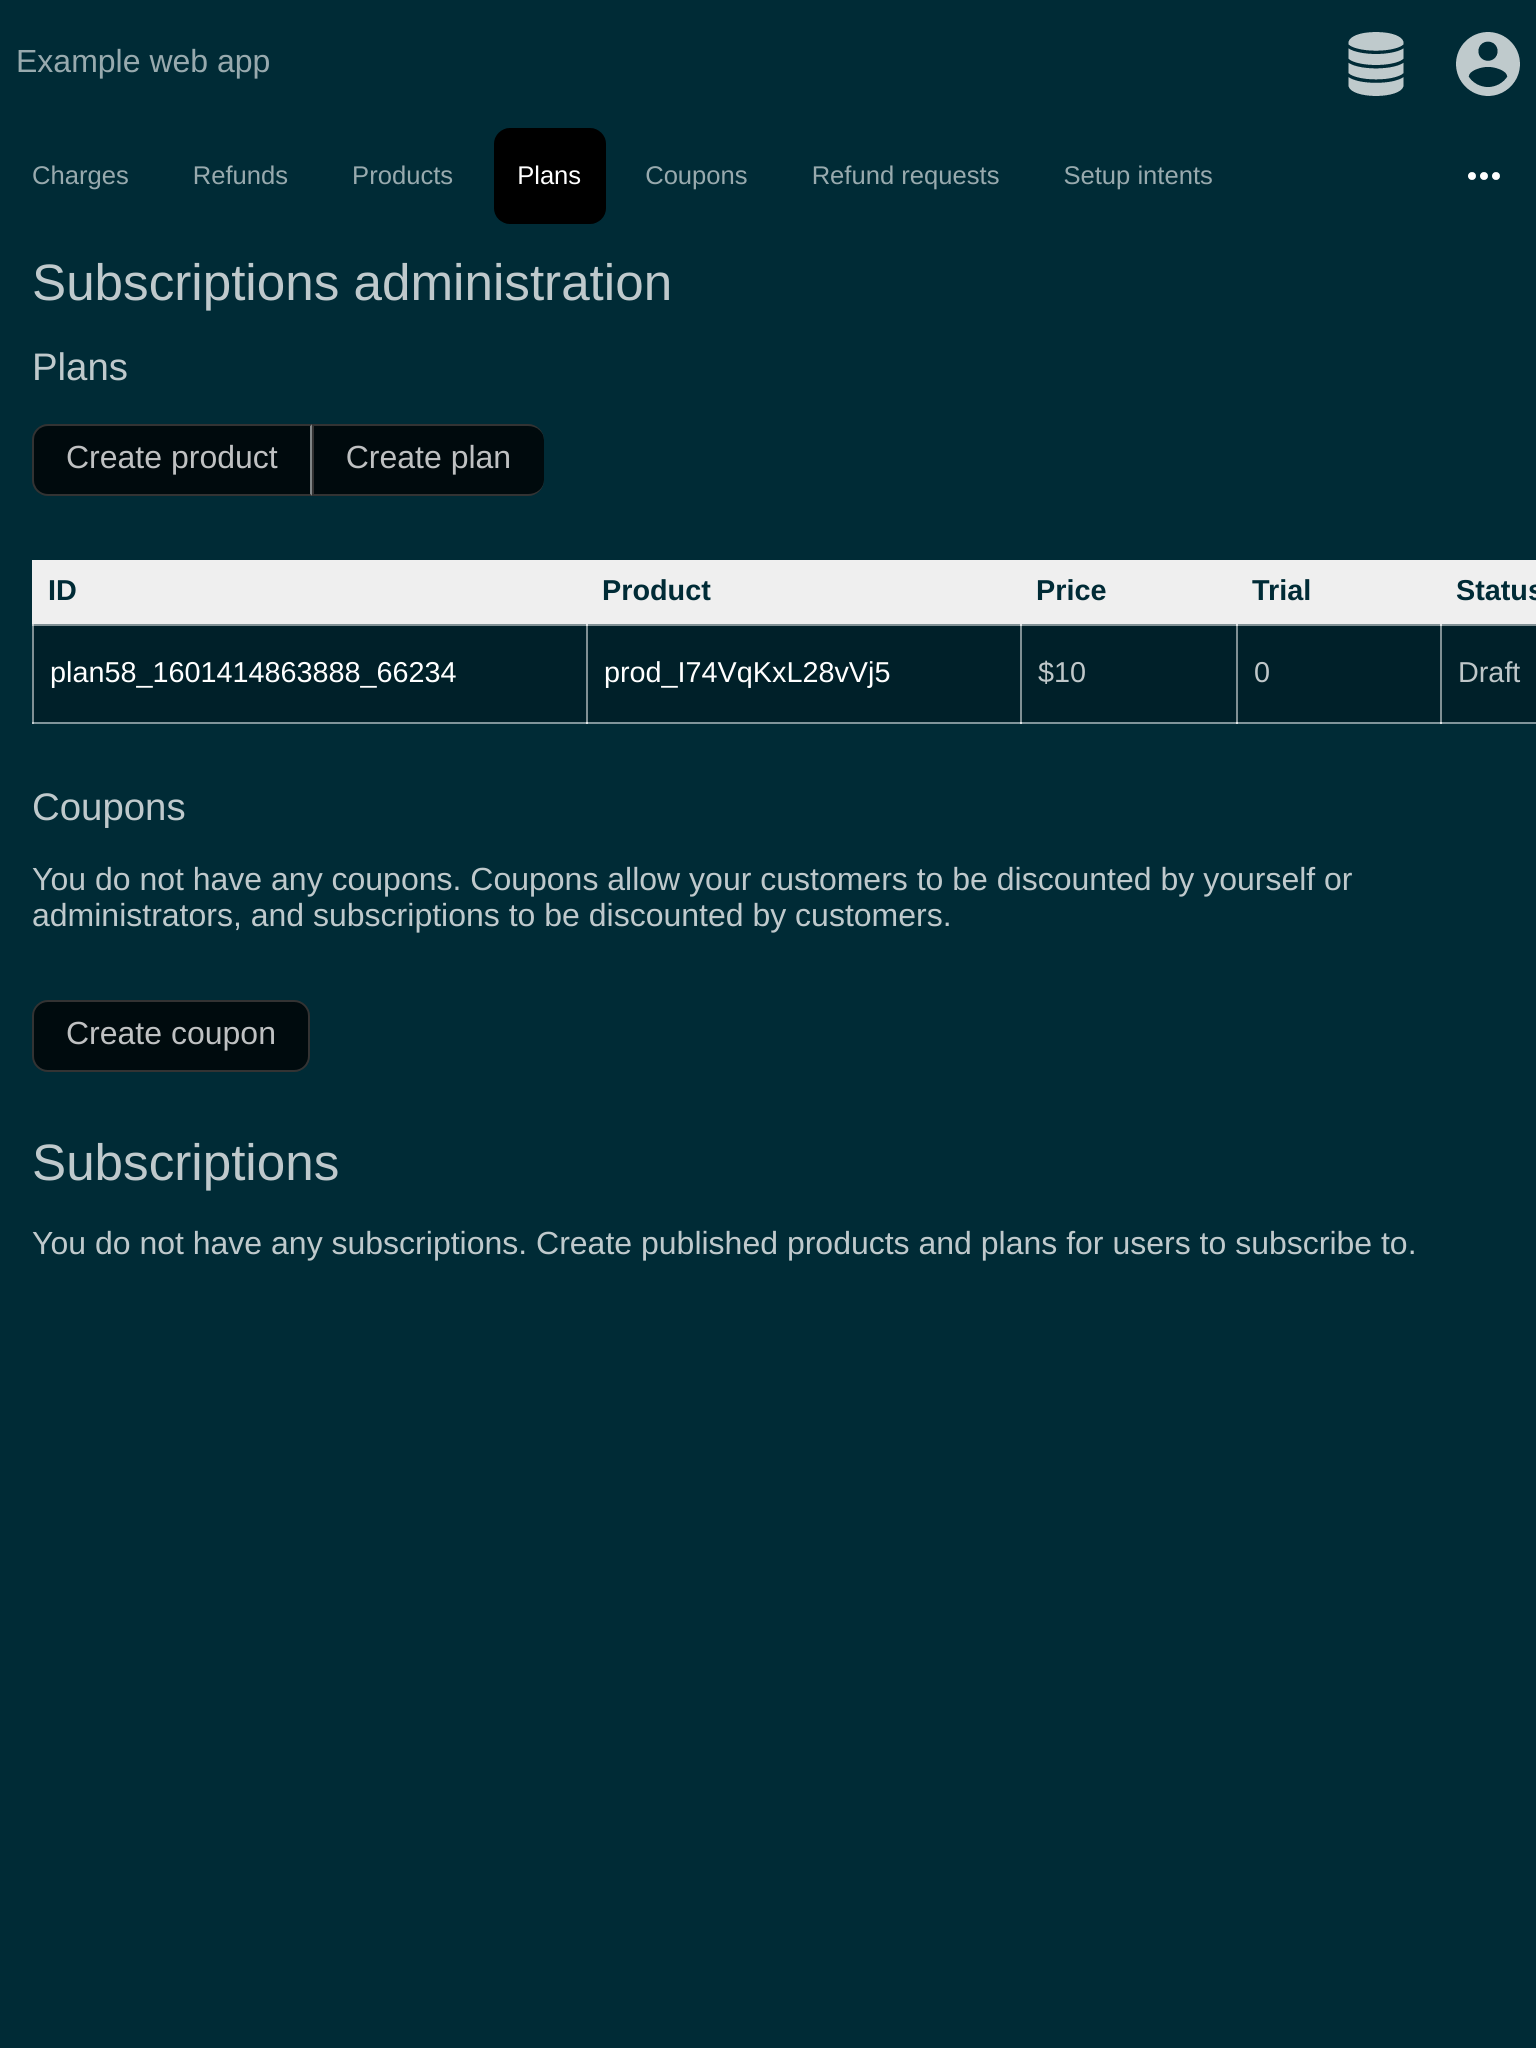 Example web app
Charges Refunds Products Plans Coupons Refund requests Setup intents
Subscriptions administration
Plans
Create product Create plan
ID Product Price Trial Status
plan58_1601414863888_66234 prod_I74VqKxL28vVj5 $10 0 Draft
Coupons
You do not have any coupons. Coupons allow your customers to be discounted by yourself or
administrators, and subscriptions to be discounted by customers.
Create coupon
Subscriptions
You do not have any subscriptions. Create published products and plans for users to subscribe to.